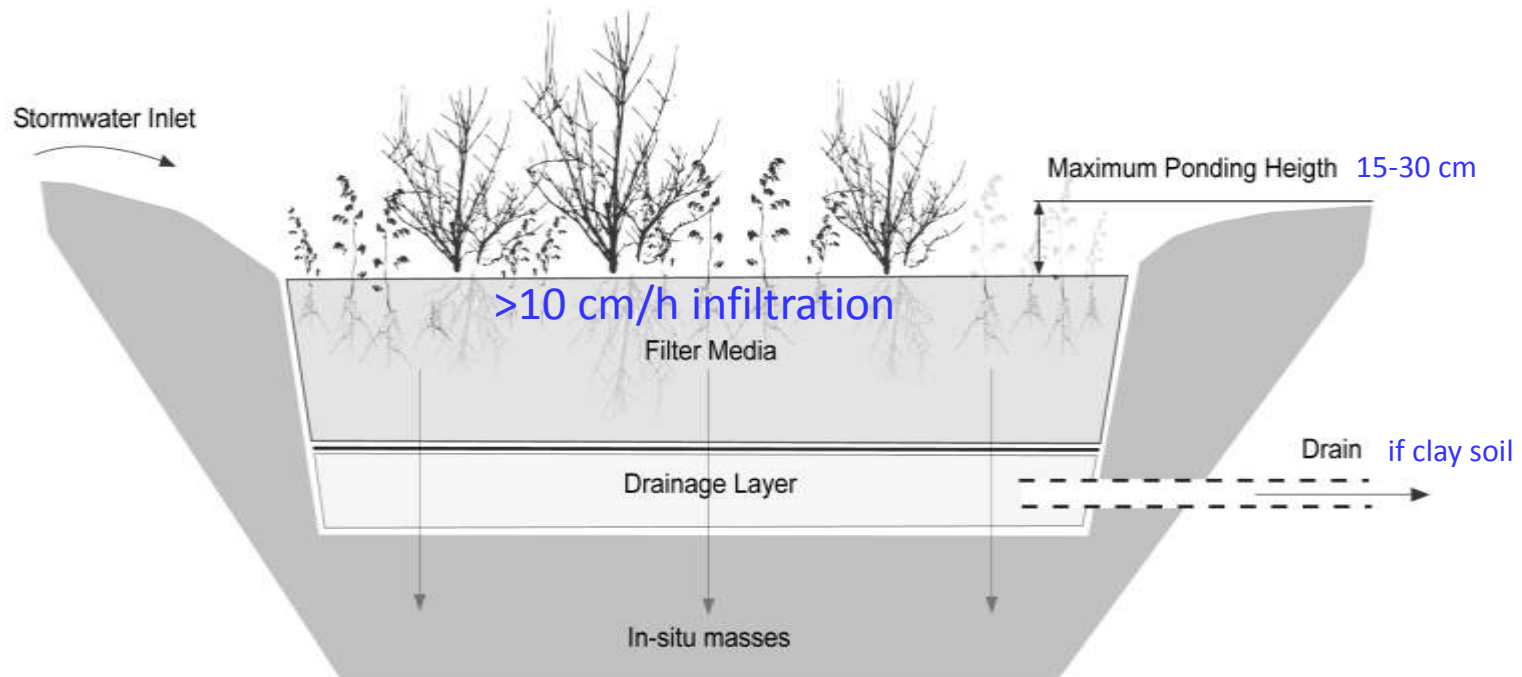 Stormwater Inlet
Maximum Ponding Heigth 15-30 cm
>10 cm/h infiltration
Filter Media
Drain if clay soil
Drainage Layer
In-situ masses